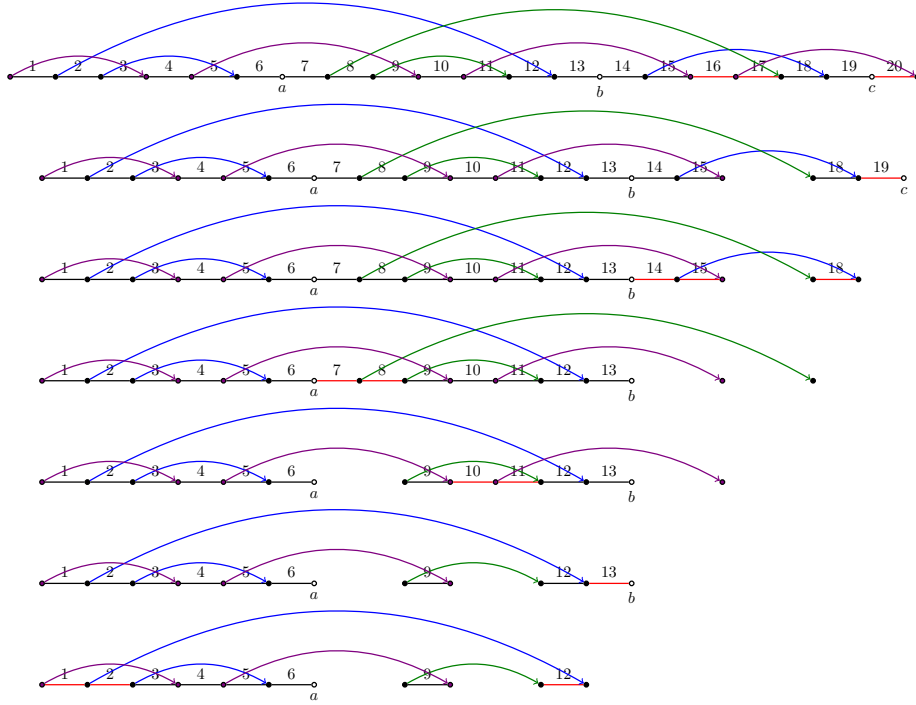 1 2 3 4 5 6 7 8 9 10 11 12 13 14 15 16 17 18 19 20
a b c
1 2 3 4 5 6 7 8 9 10 11 12 13 14 15 18 19
a b c
1 2 3 4 5 6 7 8 9 10 11 12 13 14 15 18
a b
1 2 3 4 5 6 7 8 9 10 11 12 13
a b
1 2 3 4 5 6 9 10 11 12 13
a b
1 2 3 4 5 6 9 12 13
a b
1 2 3 4 5 6 9 12
a